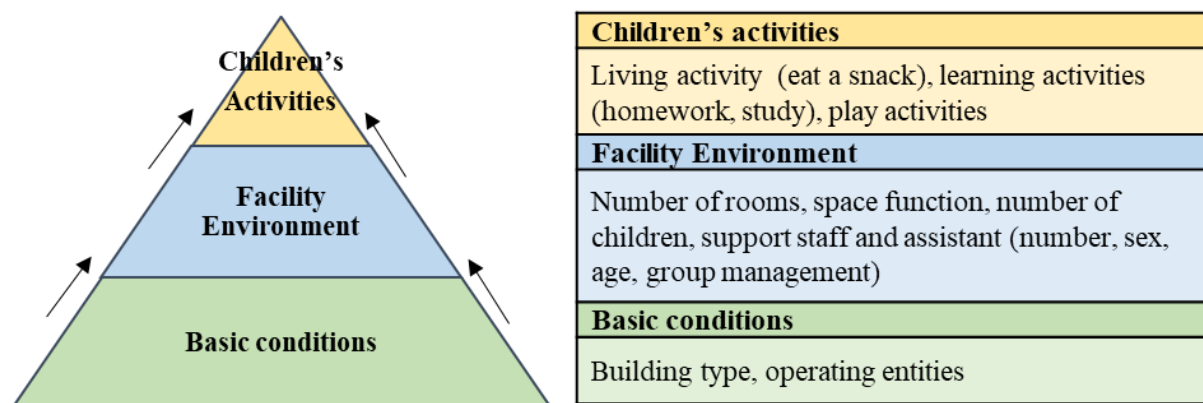 Children's
Activities
Facility
Environment
Basic conditions
Children's activities
Living activity (eat a snack), learning activities
(homework, study), play activities
Facility Environment
Number of rooms, space function, number of
children, support staff and assistant (number, sex,
age, group management)
Basic conditions
Building type, operating entities